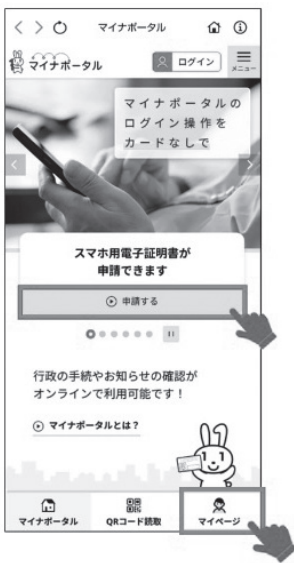 マイナポータル
マイナポータル
ログイン
メニュー
マイナポータルの
ログイン操作を
カードなしで
スマホ用電子証明書が
申請できます
申請する
行政の手続やお知らせの確認が
オンラインで利用可能です！
マイナポータルとは？
マイナポータル
QRコード読取
マイページ